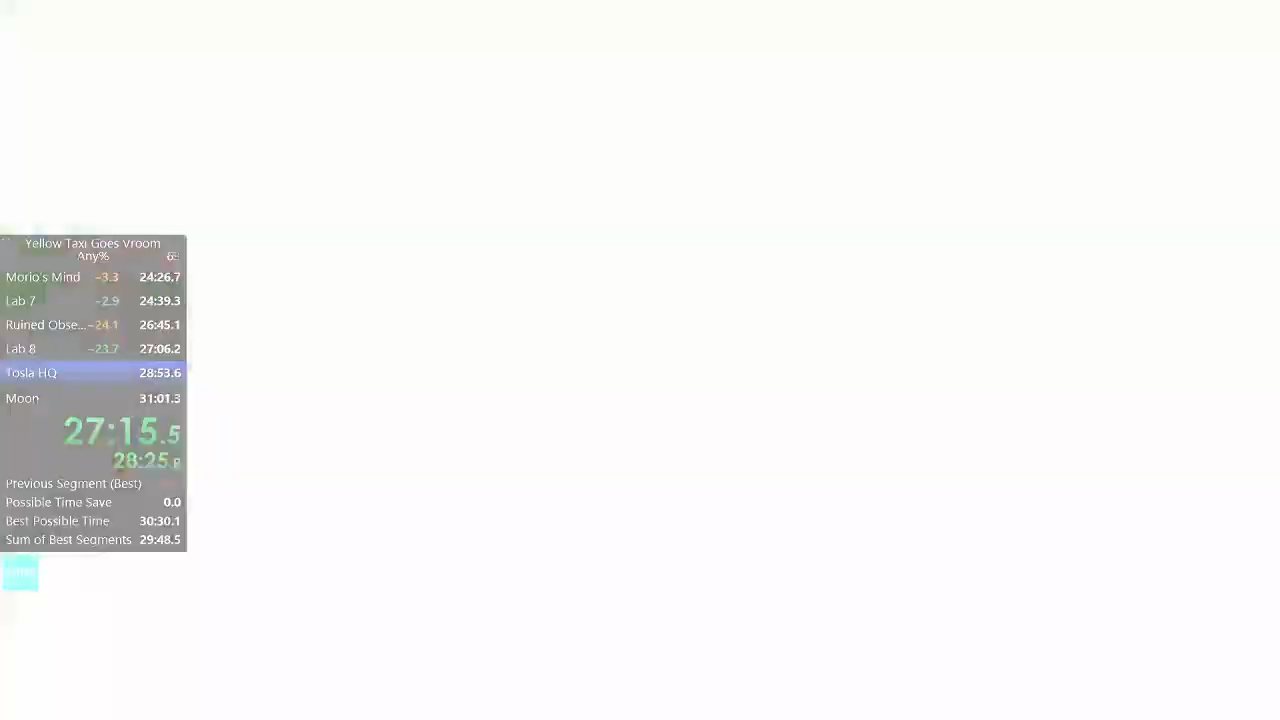 Yellow Taxi Goes Vroom
Any%
Morio's Mind -3.3 24:26.7
Lab 7 -2.9 24:39.3
Ruined Obse...-24.1 26:45.1
Lab 8 -23.7 27:06.2
Tosla HQ 28:53.6
Moon 31:01.3
27:15.5
28:25
Previous Segment (Best)
Possible Time Save 0.0
Best Possible Time 30:30.1
Sum of Best Segments 29:48.5